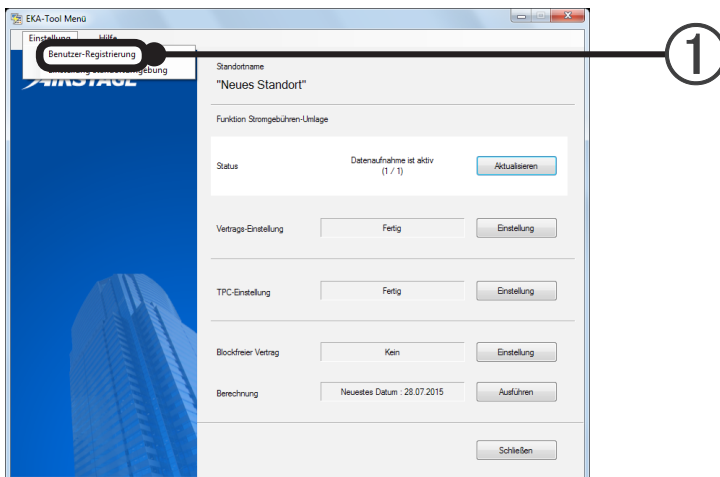 EKA-Tool Menü
Einstellung Hilfe
Benutzer-Registrierung
1
AIRSTAGE
Standortname
"Neues Standort"
Funktion Stromgebühren-Umlage
Status
Datenaufnahme ist aktiv
(1 / 1)
Aktualisieren
Vertrags-Einstellung
Fertig
Einstellung
TPC-Einstellung
Fertig
Einstellung
Blockfreier Vertrag
Kein
Einstellung
Berechnung
Neuestes Datum : 28.07.2015
Ausführen
Schließen